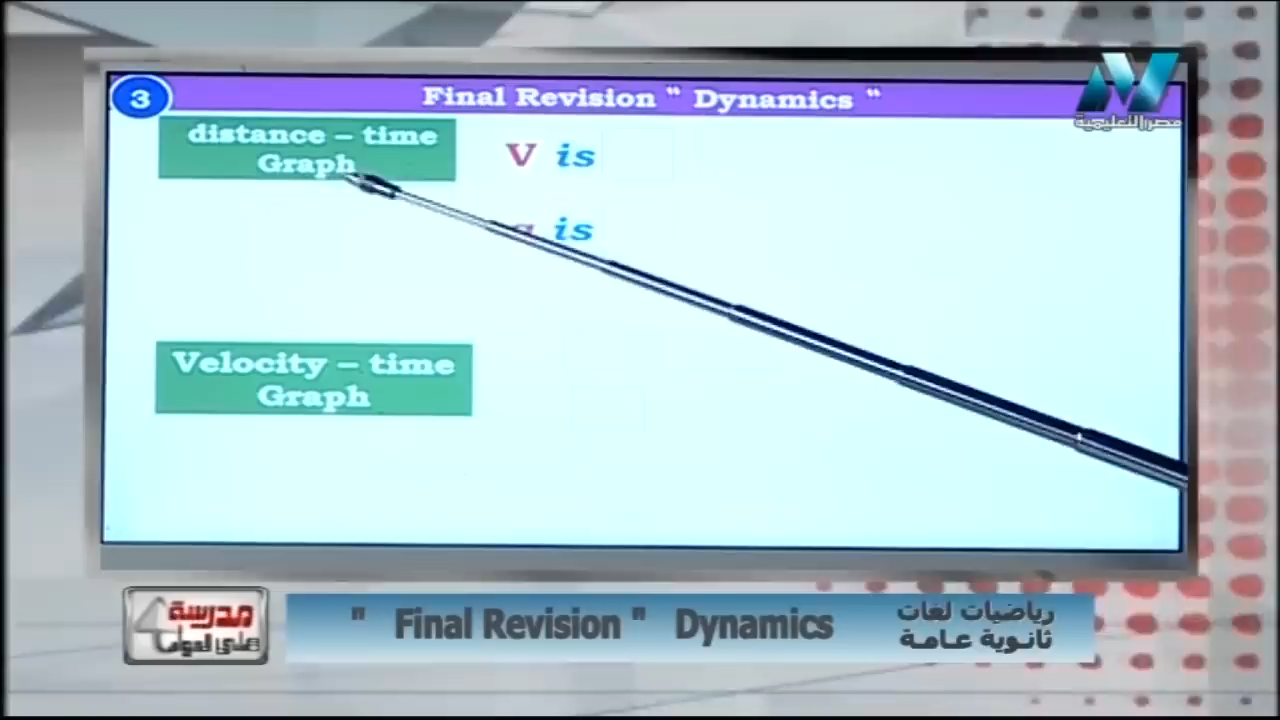 3
Final Revision " Dynamics "
مصر التعليمية
distance – time
Graph
V is
a is
Velocity – time
Graph
مدرسة
على الهواء
" Final Revision " Dynamics
رياضيات لغات
ثانوية عامة